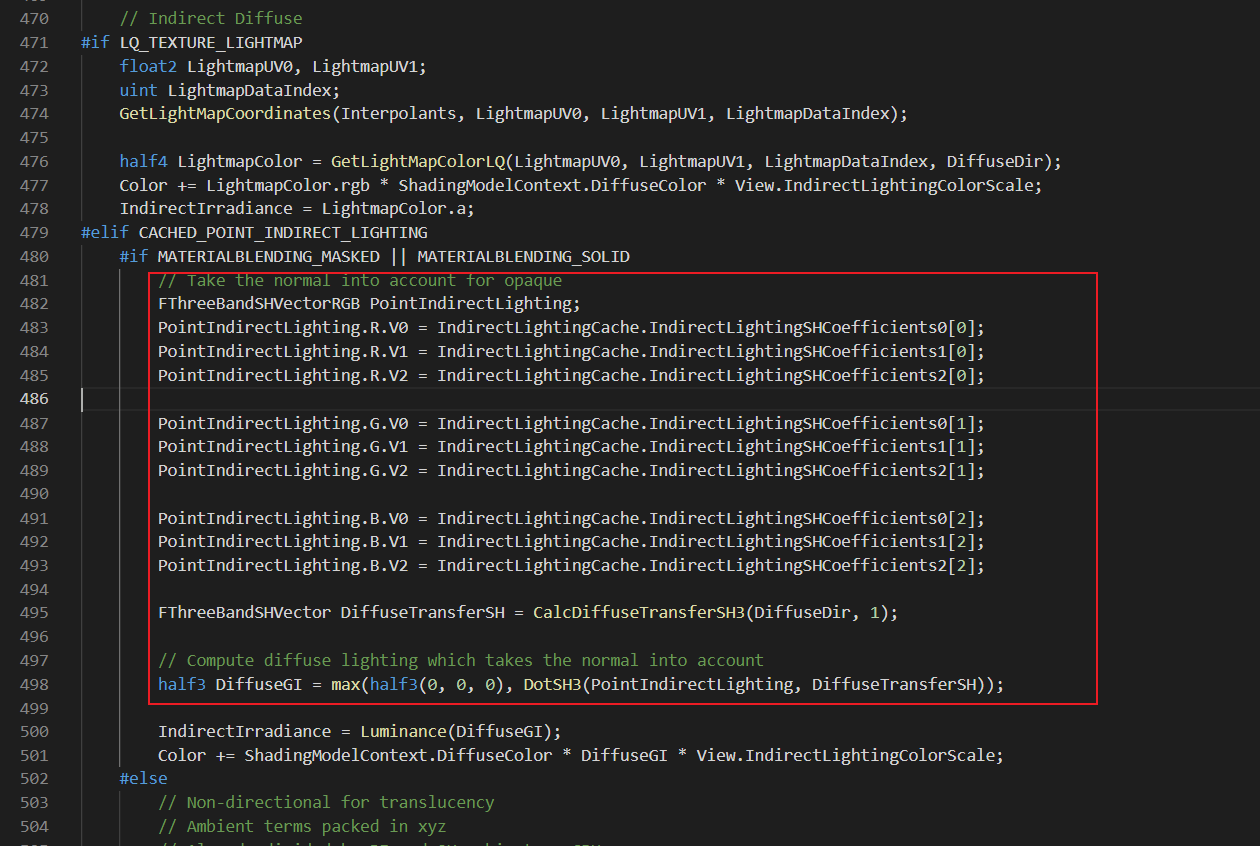 470 // Indirect Diffuse
471 #if LQ_TEXTURE_LIGHTMAP
472 float2 LightmapUV0, LightmapUV1;
473 uint LightmapDataIndex;
474 GetLightMapCoordinates(Interpolants, LightmapUV0, LightmapUV1, LightmapDataIndex);
475
476 half4 LightmapColor = GetLightMapColorLQ(LightmapUV0, LightmapUV1, LightmapDataIndex, DiffuseDir);
477 Color += LightmapColor.rgb * ShadingModelContext.DiffuseColor * View.IndirectLightingColorScale;
478 IndirectIrradiance = LightmapColor.a;
479 #elif CACHED_POINT_INDIRECT_LIGHTING
480 #if MATERIALBLENDING_MASKED || MATERIALBLENDING_SOLID
481 // Take the normal into account for opaque
482 FThreeBandSHVectorRGB PointIndirectLighting;
483 PointIndirectLighting.R.V0 = IndirectLightingCache.IndirectLightingSHCoefficients0[0];
484 PointIndirectLighting.R.V1 = IndirectLightingCache.IndirectLightingSHCoefficients1[0];
485 PointIndirectLighting.R.V2 = IndirectLightingCache.IndirectLightingSHCoefficients2[0];
486
487 PointIndirectLighting.G.V0 = IndirectLightingCache.IndirectLightingSHCoefficients0[1];
488 PointIndirectLighting.G.V1 = IndirectLightingCache.IndirectLightingSHCoefficients1[1];
489 PointIndirectLighting.G.V2 = IndirectLightingCache.IndirectLightingSHCoefficients2[1];
490
491 PointIndirectLighting.B.V0 = IndirectLightingCache.IndirectLightingSHCoefficients0[2];
492 PointIndirectLighting.B.V1 = IndirectLightingCache.IndirectLightingSHCoefficients1[2];
493 PointIndirectLighting.B.V2 = IndirectLightingCache.IndirectLightingSHCoefficients2[2];
494
495 FThreeBandSHVector DiffuseTransferSH = CalcDiffuseTransferSH3(DiffuseDir, 1);
496
497 // Compute diffuse lighting which takes the normal into account
498 half3 DiffuseGI = max(half3(0, 0, 0), DotSH3(PointIndirectLighting, DiffuseTransferSH));
499
500 IndirectIrradiance = Luminance(DiffuseGI);
501 Color += ShadingModelContext.DiffuseColor * DiffuseGI * View.IndirectLightingColorScale;
502 #else
503 // Non-directional for translucency
504 // Ambient terms packed in xyz